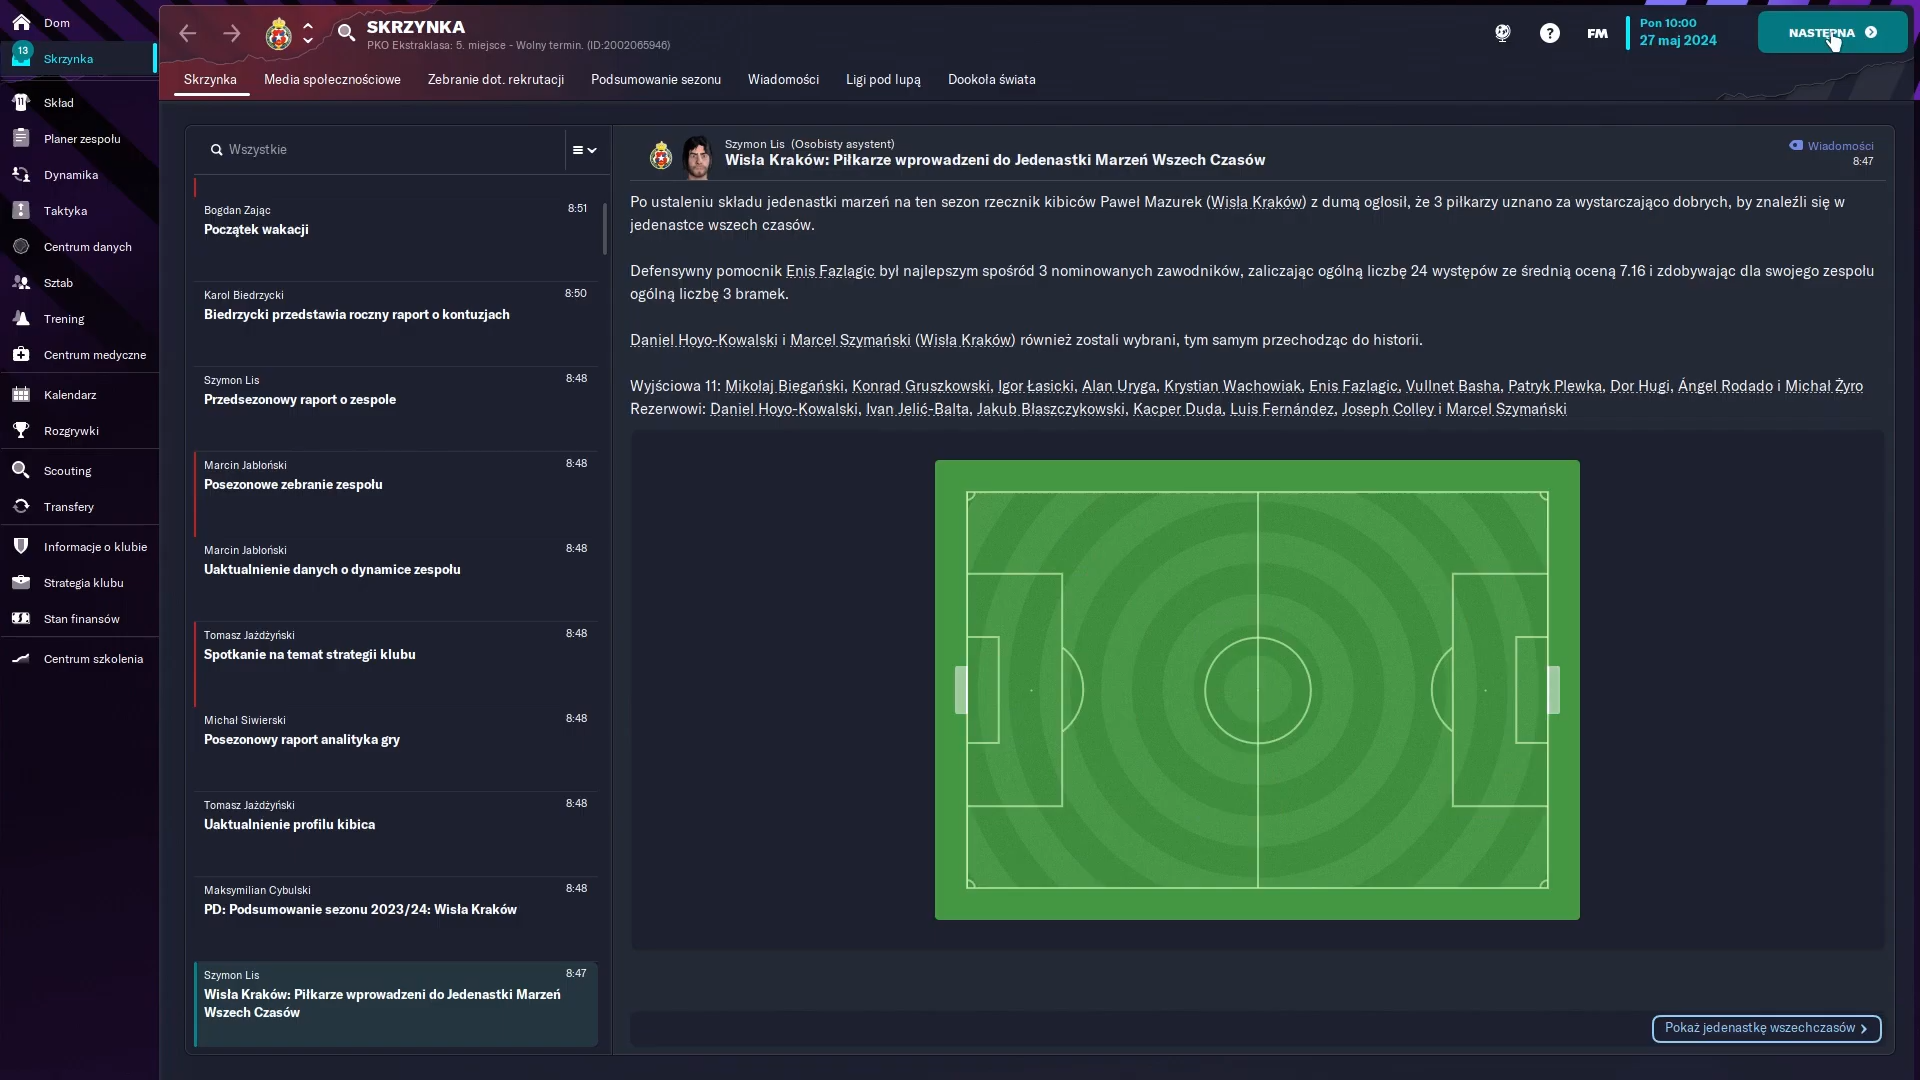 Dom
13
Skrzynka
Skład
Planer zespołu
Dynamika
Taktyka
Centrum danych
Sztab
Trening
Centrum medyczne
Kalendarz
Rozgrywki
Scouting
Transfery
Informacje o klubie
Strategia klubu
Stan finansów
Centrum szkolenia
SKRZYNKA
PKO Ekstraklasa: 5. miejsce - Wolny termin. (ID:2002065946)
?
FM
Pon 10:00
27 maj 2024
NASTĘPNA
Skrzynka
Media społecznościowe
Zebranie dot. rekrutacji
Podsumowanie sezonu
Wiadomości
Ligi pod lupą
Dookoła świata
Wszystkie
Bogdan Zając 8:51
Początek wakacji
Karol Biedrzycki 8:50
Biedrzycki przedstawia roczny raport o kontuzjach
Szymon Lis 8:48
Przedsezonowy raport o zespole
Marcin Jabłoński 8:48
Posezonowe zebranie zespołu
Marcin Jabłoński 8:48
Uaktualnienie danych o dynamice zespołu
Tomasz Jażdżyński 8:48
Spotkanie na temat strategii klubu
Michał Siwierski 8:48
Posezonowy raport analityka gry
Tomasz Jażdżyński 8:48
Uaktualnienie profilu kibica
Maksymilian Cybulski 8:48
PD: Podsumowanie sezonu 2023/24: Wisła Kraków
Szymon Lis 8:47
Wisła Kraków: Piłkarze wprowadzeni do Jedenastki Marzeń
Wszech Czasów
Szymon Lis (Osobisty asystent)
Wisła Kraków: Piłkarze wprowadzeni do Jedenastki Marzeń Wszech Czasów
Wiadomości
8:47
Po ustaleniu składu jedenastki marzeń na ten sezon rzecznik kibiców Paweł Mazurek (Wisła Kraków) z dumą ogłosił, że 3 piłkarzy uznano za wystarczająco dobrych, by znaleźli się w
jedenastce wszech czasów.
Defensywny pomocnik Enis Fazlagic był najlepszym spośród 3 nominowanych zawodników, zaliczając ogólną liczbę 24 występów ze średnią oceną 7.16 i zdobywając dla swojego zespołu
ogólną liczbę 3 bramek.
Daniel Hoyo-Kowalski i Marcel Szymański (Wisła Kraków) również zostali wybrani, tym samym przechodząc do historii.
Wyjściowa 11: Mikołaj Biegański, Konrad Gruszkowski, Igor Łasicki, Alan Uryga, Krystian Wachowiak, Enis Fazlagic, Vullnet Basha, Patryk Plewka, Dor Hugi, Ángel Rodado i Michał Żyro
Rezerwowi: Daniel Hoyo-Kowalski, Ivan Jelić-Balta, Jakub Błaszczykowski, Kacper Duda, Luis Fernández, Joseph Colley i Marcel Szymański
Pokaż jedenastkę wszechczasów